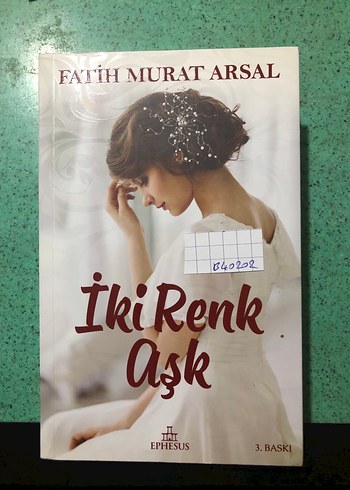 FATİH MURAT ARSAL
B40202
İki Renk
Aşk
EPHESUS
3. BASKI